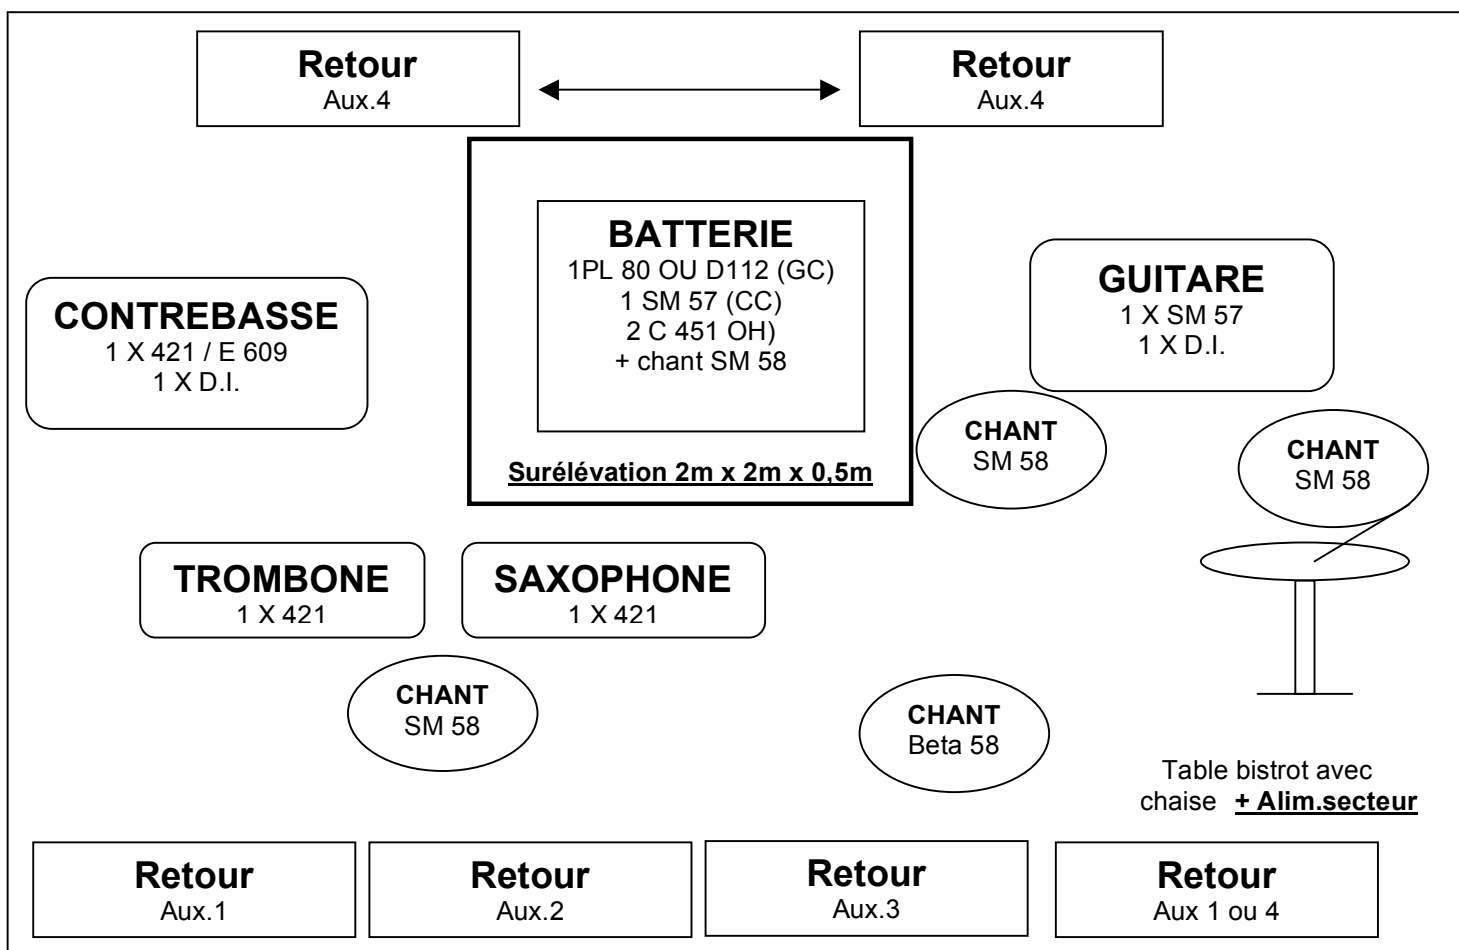 Retour
Aux.4
Retour
Aux.4
BATTERIE
1PL 80 OU D112 (GC)
1 SM 57 (CC)
2 C 451 OH)
+ chant SM 58
Surélévation 2m x 2m x 0,5m
CONTREBASSE
1 X 421 / E 609
1 X D.I.
GUITARE
1 X SM 57
1 X D.I.
CHANT
SM 58
CHANT
SM 58
TROMBONE
1 X 421
SAXOPHONE
1 X 421
CHANT
SM 58
CHANT
Beta 58
Table bistrot avec
chaise + Alim.secteur
Retour
Aux.1
Retour
Aux.2
Retour
Aux.3
Retour
Aux 1 ou 4